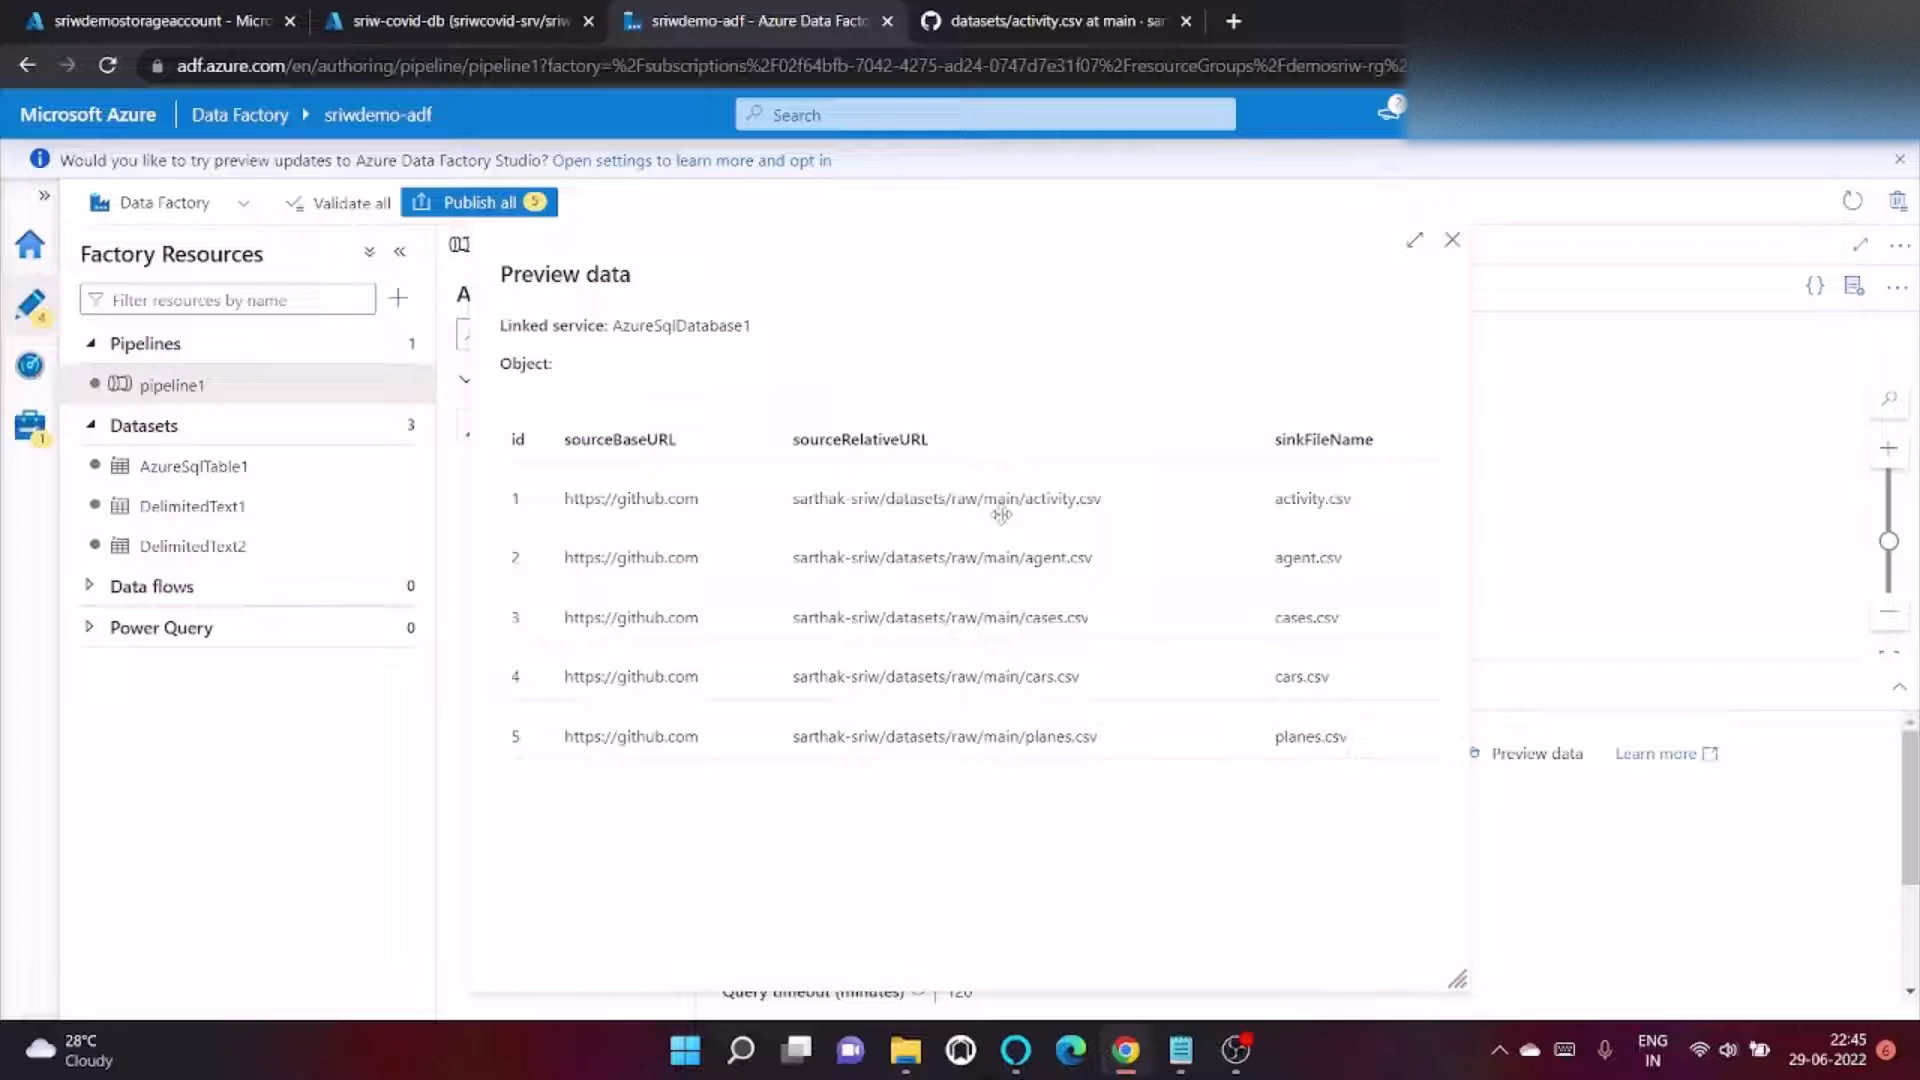 sriwdemostorageaccount - Micro
sriw-covid-db (sriwcovid-srv/sriw
sriwdemo-adf - Azure Data Facto
datasets/activity.csv at main · sar
adf.azure.com/en/authoring/pipeline/pipeline1?factory=%2Fsubscriptions%2F02f64bfb-7042-4275-ad24-0747d7e31f07%2FresourceGroups%2Fdemosriw-rg%2
Microsoft Azure
Data Factory
sriwdemo-adf
Search
2
Would you like to try preview updates to Azure Data Factory Studio? Open settings to learn more and opt in
Data Factory
Validate all
Publish all 5
Factory Resources
Filter resources by name
4
1
Pipelines 1
pipeline1
Datasets 3
AzureSqlTable1
DelimitedText1
DelimitedText2
Data flows 0
Power Query 0
A
Preview data
Linked service: AzureSqlDatabase1
Object:
id sourceBaseURL sourceRelativeURL sinkFileName
1 https://github.com sarthak-sriw/datasets/raw/main/activity.csv activity.csv
2 https://github.com sarthak-sriw/datasets/raw/main/agent.csv agent.csv
3 https://github.com sarthak-sriw/datasets/raw/main/cases.csv cases.csv
4 https://github.com sarthak-sriw/datasets/raw/main/cars.csv cars.csv
5 https://github.com sarthak-sriw/datasets/raw/main/planes.csv planes.csv
Preview data
Learn more
Query timeout (minutes) 120
28°C
Cloudy
ENG
IN
22:45
29-06-2022
6